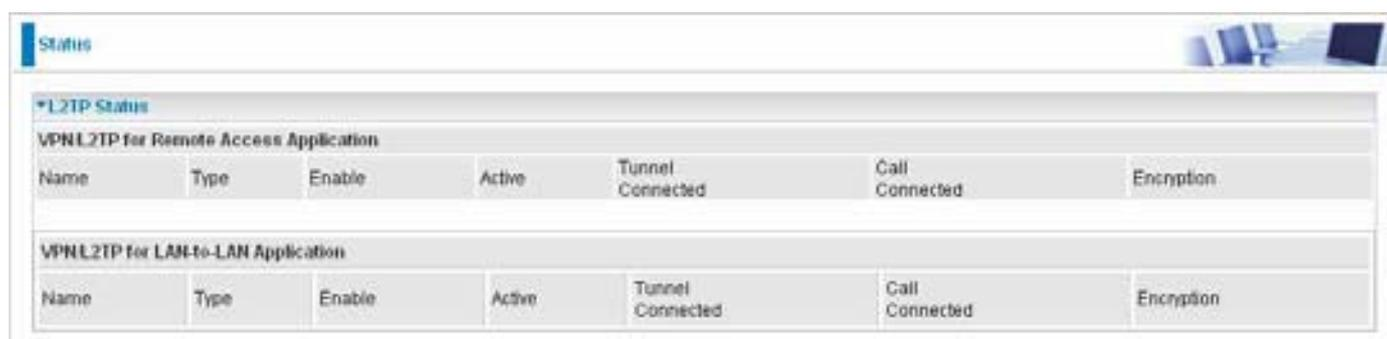 Status
▾L2TP Status
VPN/L2TP for Remote Access Application
Name Type Enable Active Tunnel Connected Call Connected Encryption
VPN/L2TP for LAN-to-LAN Application
Name Type Enable Active Tunnel Connected Call Connected Encryption